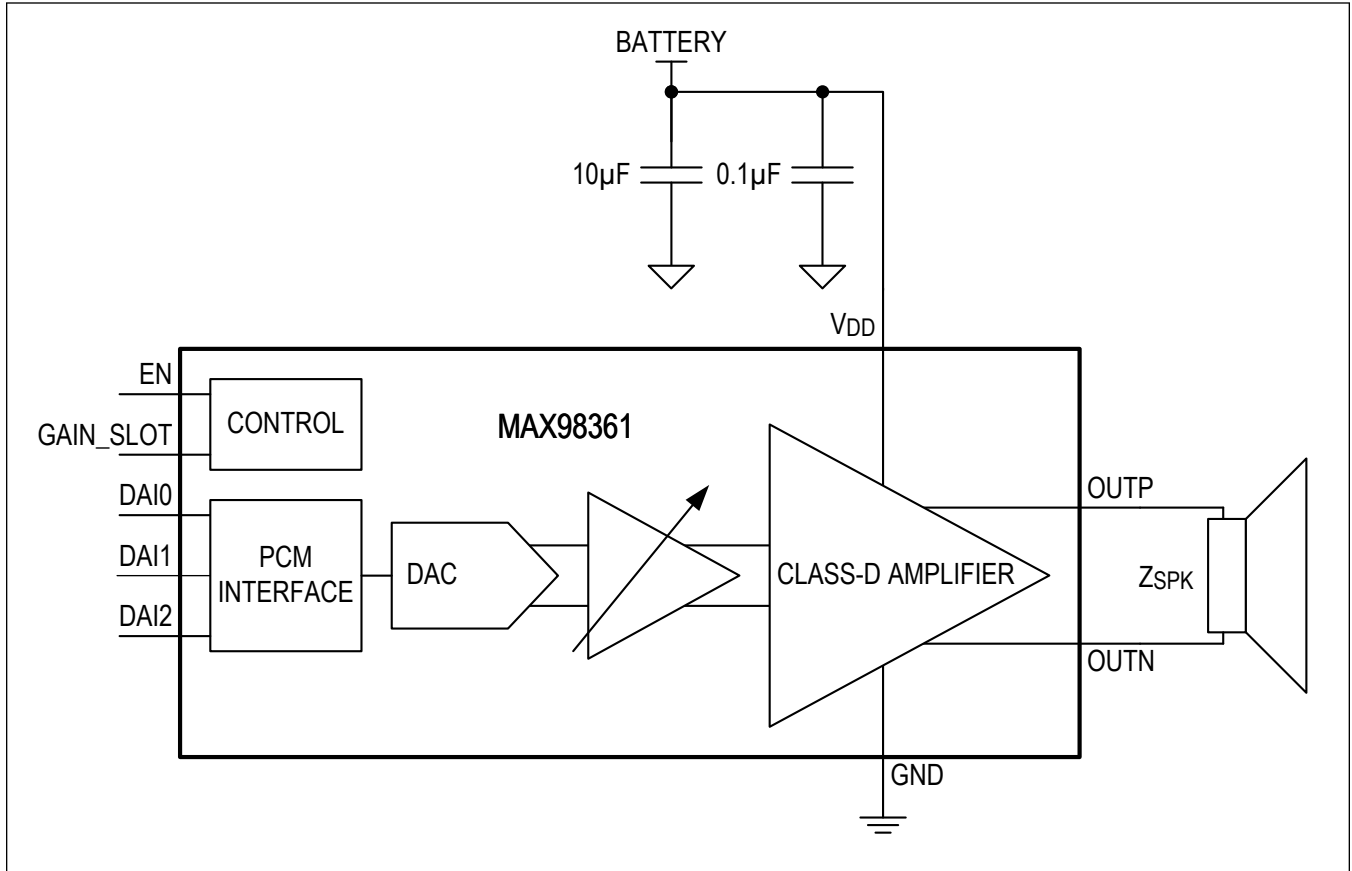 BATTERY
10µF
0.1µF
VDD
EN
GAIN_SLOT
CONTROL
MAX98361
DAI0
DAI1
DAI2
PCM
INTERFACE
DAC
CLASS-D AMPLIFIER
OUTP
ZSPK
OUTN
GND